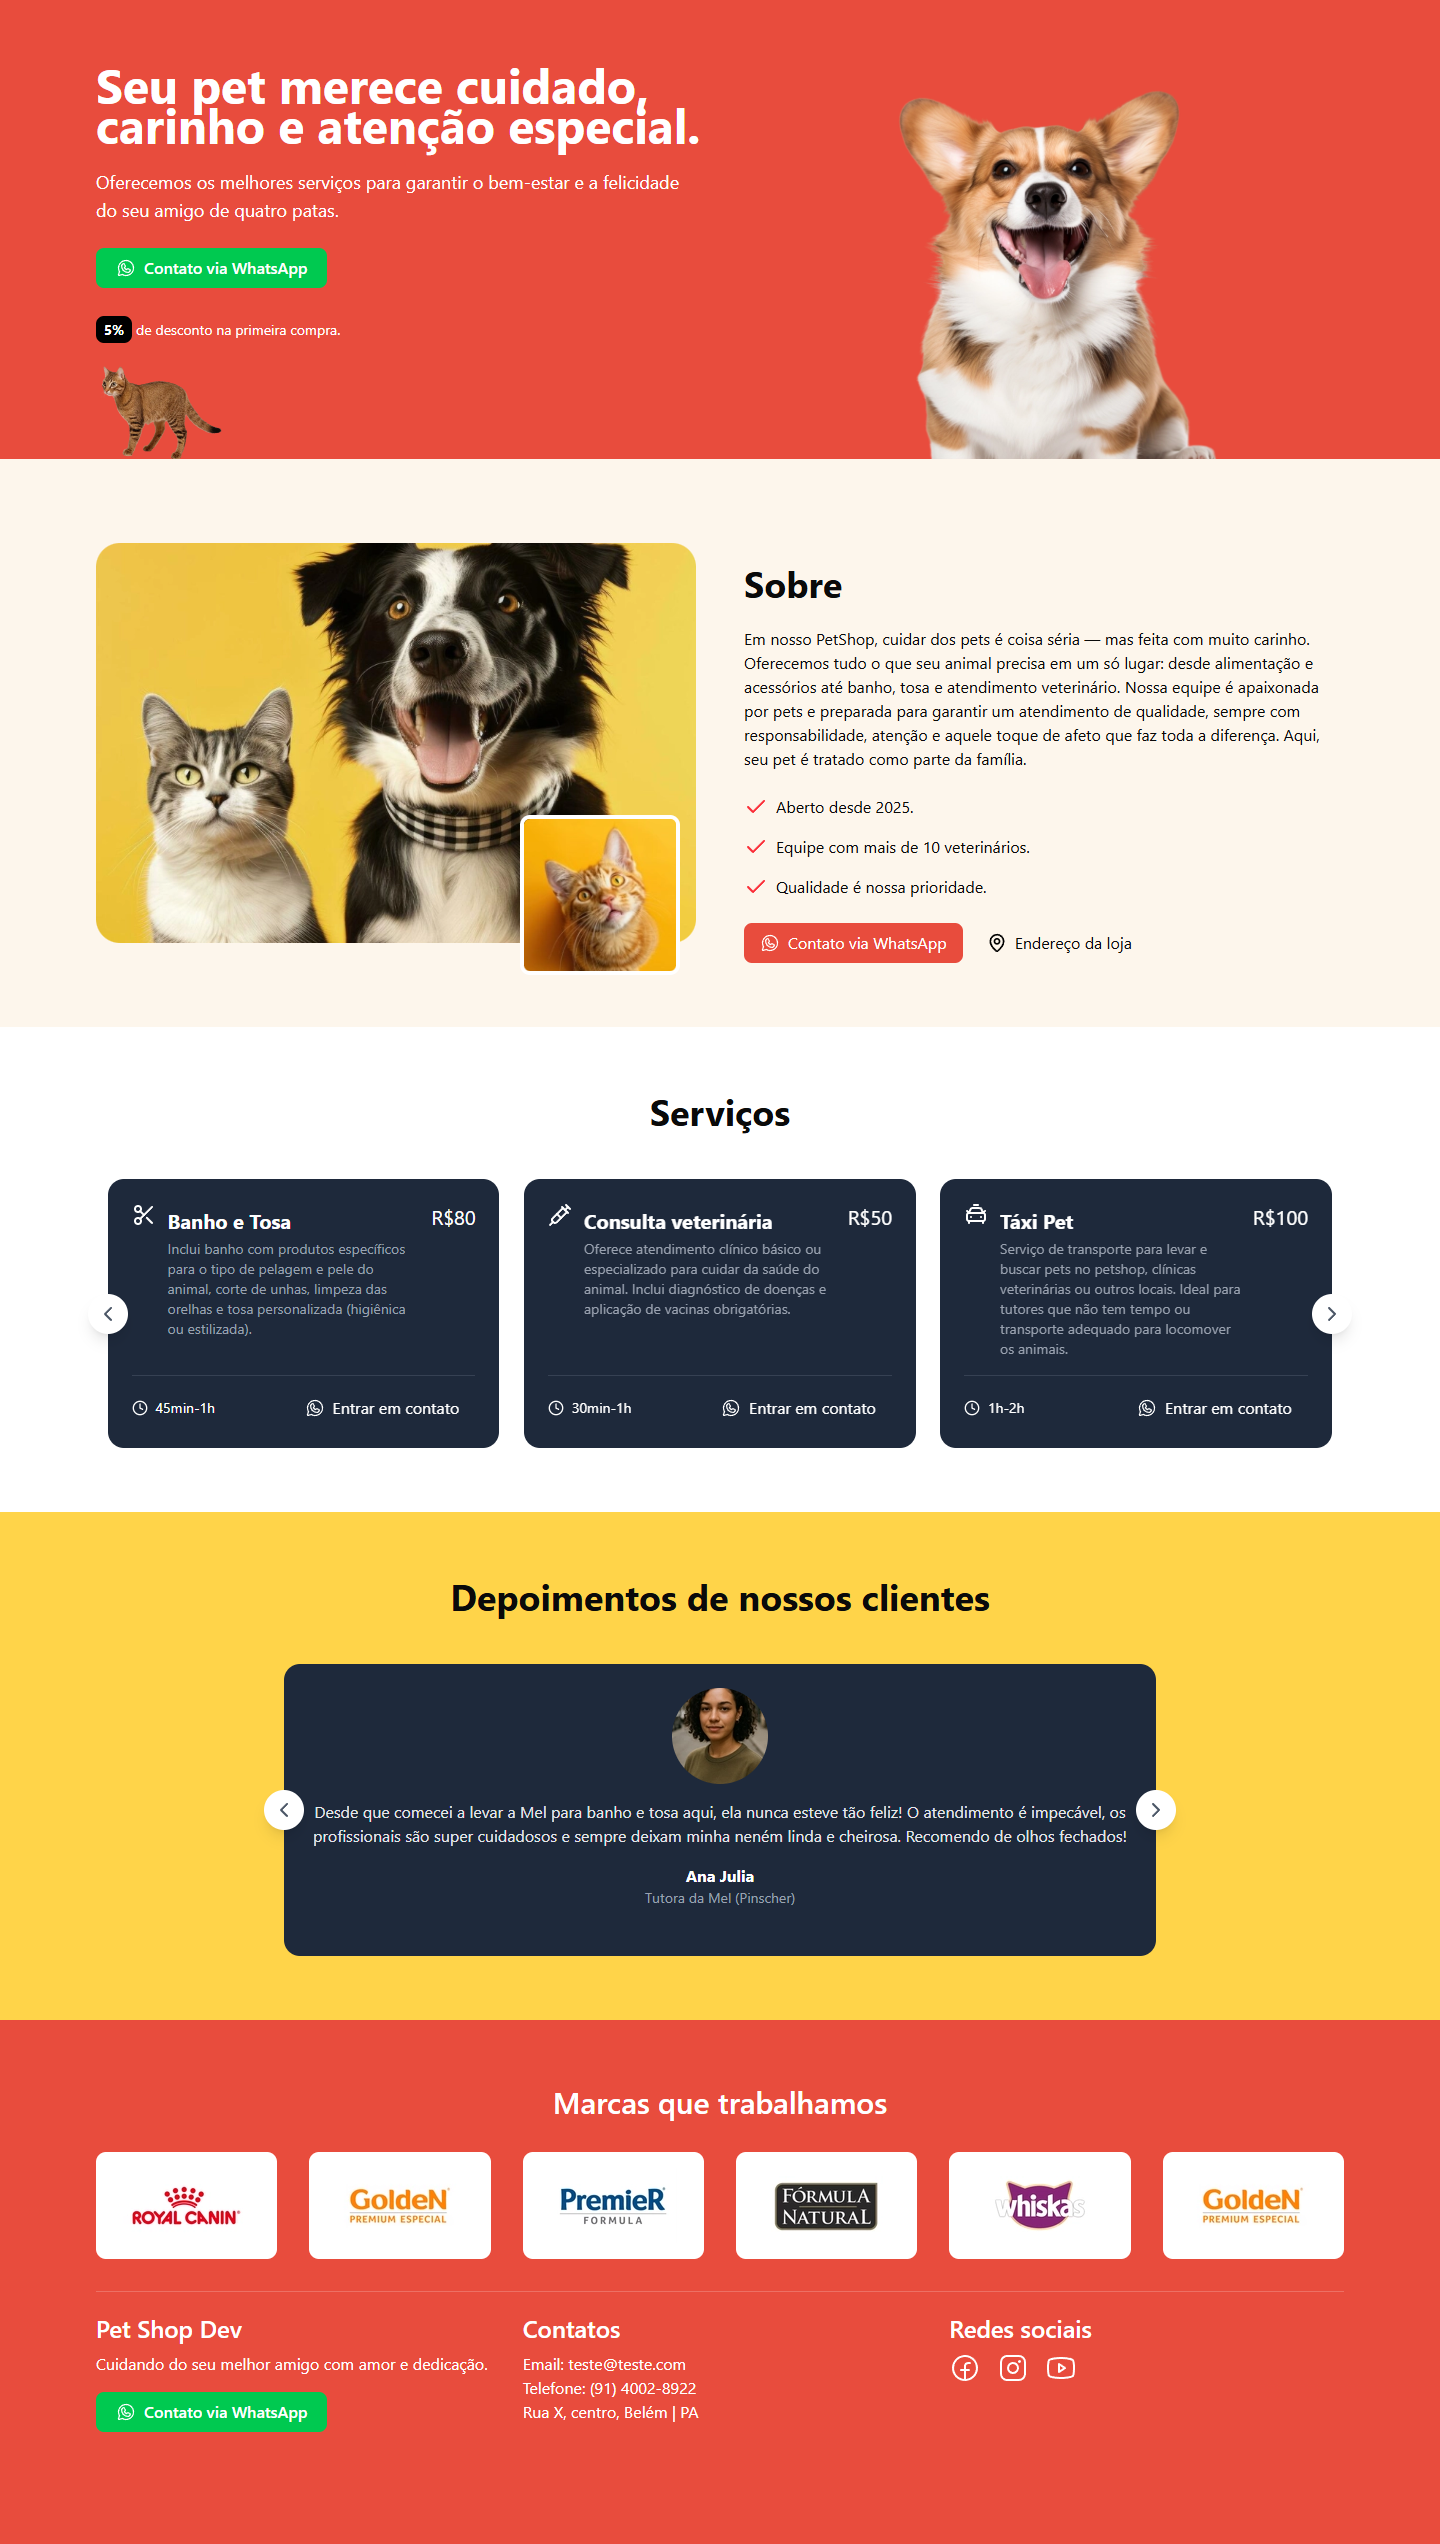 Seu pet merece cuidado,
carinho e atenção especial.
Oferecemos os melhores serviços para garantir o bem-estar e a felicidade
do seu amigo de quatro patas.
Contato via WhatsApp
5% de desconto na primeira compra.
Sobre
Em nosso PetShop, cuidar dos pets é coisa séria — mas feita com muito carinho.
Oferecemos tudo o que seu animal precisa em um só lugar: desde alimentação e
acessórios até banho, tosa e atendimento veterinário. Nossa equipe é apaixonada
por pets e preparada para garantir um atendimento de qualidade, sempre com
responsabilidade, atenção e aquele toque de afeto que faz toda a diferença. Aqui,
seu pet é tratado como parte da família.
Aberto desde 2025.
Equipe com mais de 10 veterinários.
Qualidade é nossa prioridade.
Contato via WhatsApp
Endereço da loja
Serviços
Banho e Tosa
R$80
Inclui banho com produtos específicos
para o tipo de pelagem e pele do
animal, corte de unhas, limpeza das
orelhas e tosa personalizada (higiênica
ou estilizada).
45min-1h
Entrar em contato
Consulta veterinária
R$50
Oferece atendimento clínico básico ou
especializado para cuidar da saúde do
animal. Inclui diagnóstico de doenças e
aplicação de vacinas obrigatórias.
30min-1h
Entrar em contato
Táxi Pet
R$100
Serviço de transporte para levar e
buscar pets no petshop, clínicas
veterinárias ou outros locais. Ideal para
tutores que não tem tempo ou
transporte adequado para locomover
os animais.
1h-2h
Entrar em contato
Depoimentos de nossos clientes
Desde que comecei a levar a Mel para banho e tosa aqui, ela nunca esteve tão feliz! O atendimento é impecável, os
profissionais são super cuidadosos e sempre deixam minha neném linda e cheirosa. Recomendo de olhos fechados!
Ana Julia
Tutora da Mel (Pinscher)
Marcas que trabalhamos
ROYAL CANIN
GoldeN
PREMIUM ESPECIAL
PremieR
FORMULA
FÓRMULA
NATURAL
whiskas
GoldeN
PREMIUM ESPECIAL
Pet Shop Dev
Cuidando do seu melhor amigo com amor e dedicação.
Contato via WhatsApp
Contatos
Email: teste@teste.com
Telefone: (91) 4002-8922
Rua X, centro, Belém | PA
Redes sociais